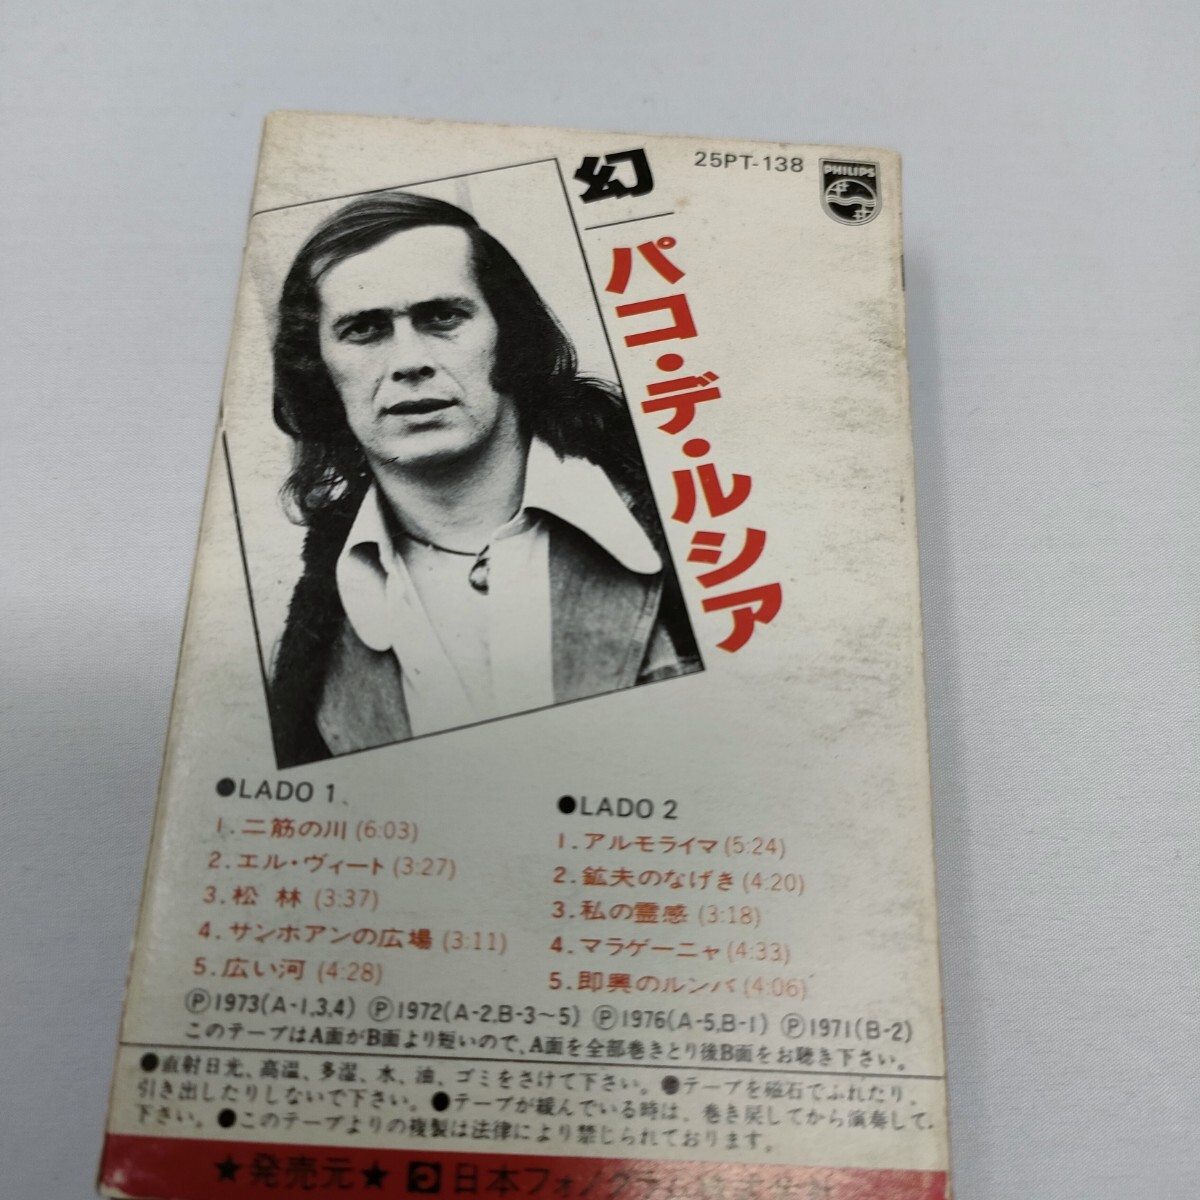 幻
25PT-138
PHILIPS
パコ・デ・ルシア
●LADO 1
1.二筋の川 (6:03)
2.エル・ヴィート (3:27)
3.松 林 (3:37)
4.サンホアンの広場 (3:11)
5.広い河 (4:28)
●LADO 2
1.アルモライマ (5:24)
2.鉱夫のなげき (4:20)
3.私の霊感 (3:18)
4.マラゲーニャ (4:33)
5.即興のルンバ (4:06)
Ⓟ1973(A-1,3,4) Ⓟ1972(A-2,B-3～5) Ⓟ1976(A-5,B-1) Ⓟ1971(B-2)
このテープはA面がB面より短いので、A面を全部巻きとり後B面をお聴き下さい。
●直射日光、高温、多湿、水、油、ゴミをさけて下さい。●テープを磁石でふれたり、
引き出したりしないで下さい。●テープが緩んでいる時は、巻き戻してから演奏して
下さい。●このテープよりの複製は法律により禁じられております。
★発売元★ 日本フォノグラム株式会社